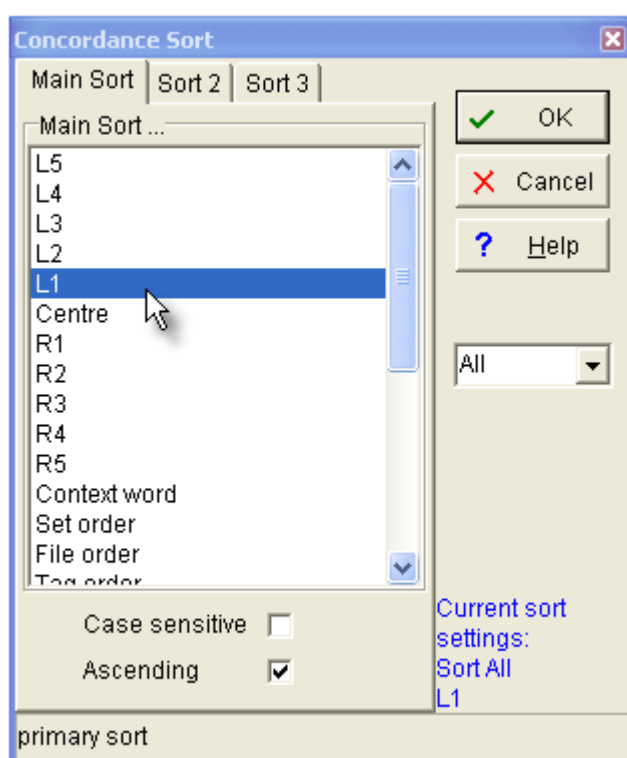 Concordance Sort
Main Sort
Sort 2
Sort 3
Main Sort ...
L5
L4
L3
L2
L1
Centre
R1
R2
R3
R4
R5
Context word
Set order
File order
Tag order
Case sensitive
Ascending
OK
Cancel
? Help
All
Current sort
settings:
Sort All
L1
primary sort